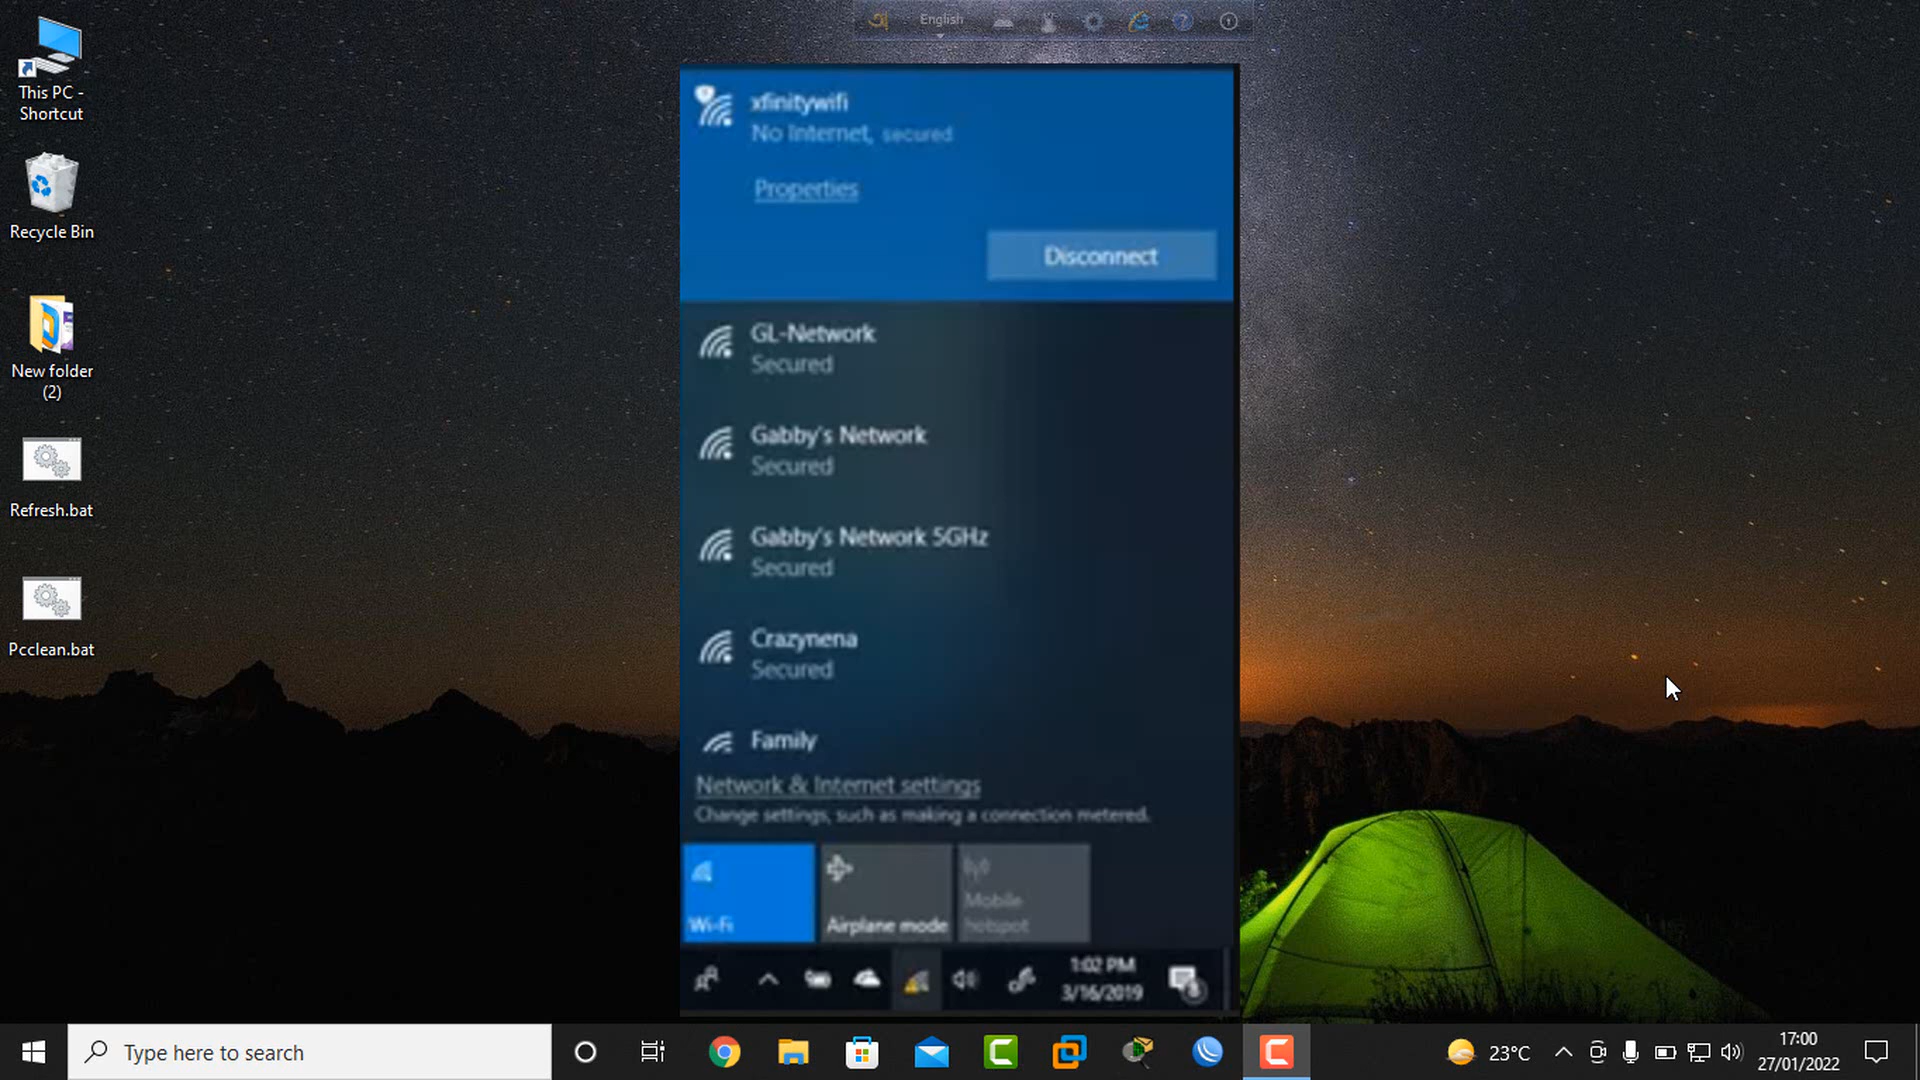 English
This PC -
Shortcut
Recycle Bin
New folder
(2)
Refresh.bat
Pcclean.bat
xfinitywifi
No Internet, secured
Properties
Disconnect
GL-Network
Secured
Gabby's Network
Secured
Gabby's Network 5GHz
Secured
Crazynena
Secured
Family
Network & Internet settings
Change settings, such as making a connection metered.
Wi-Fi
Airplane mode
Mobile
hotspot
1:02 PM
3/16/2019
Type here to search
23°C
17:00
27/01/2022